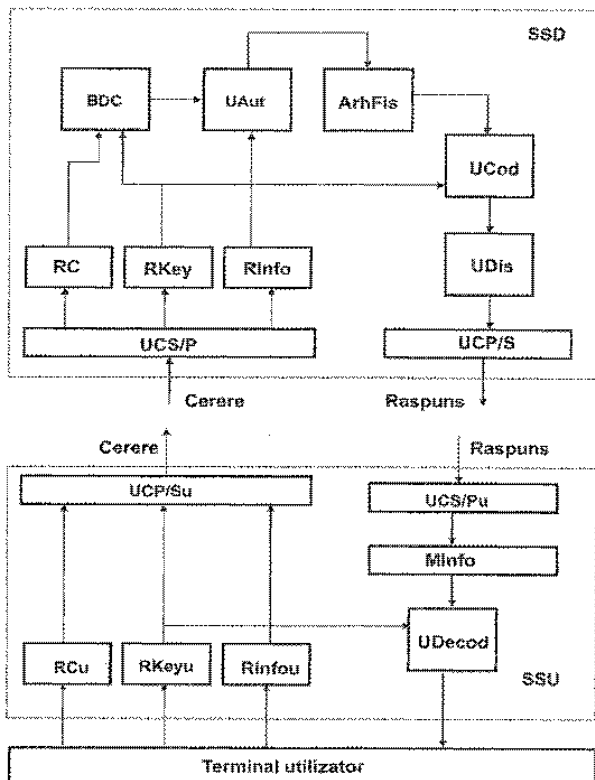 SSD
BDC
UAut
ArhFis
UCod
RC
RKey
RInfo
UDis
UCS/P
UCP/S
Cerere
Raspuns
Cerere
Raspuns
UCP/Su
UCS/Pu
MInfo
RCu
RKeyu
RInfou
UDecod
SSU
Terminal utilizator